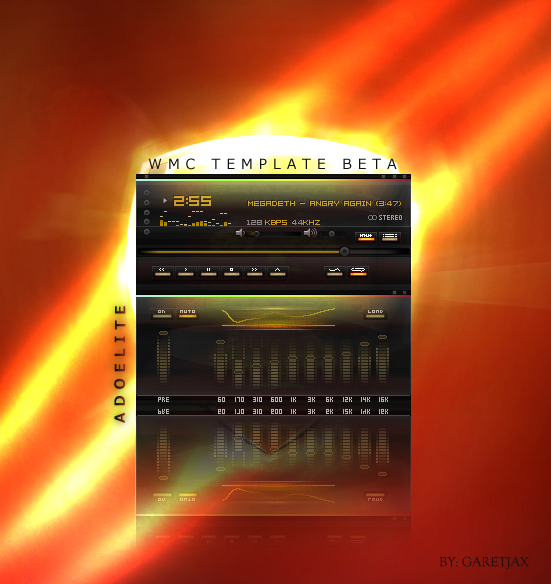 WMC TEMPLATE BETA
2:55
MEGADETH - ANGRY AGAIN (3:47)
128 KBPS 44KHZ
STEREO
ADOELITE
ON AUTO LOAD
PRE 60 170 310 600 1K 3K 6K 12K 14K 16K
BY: GARETJAX